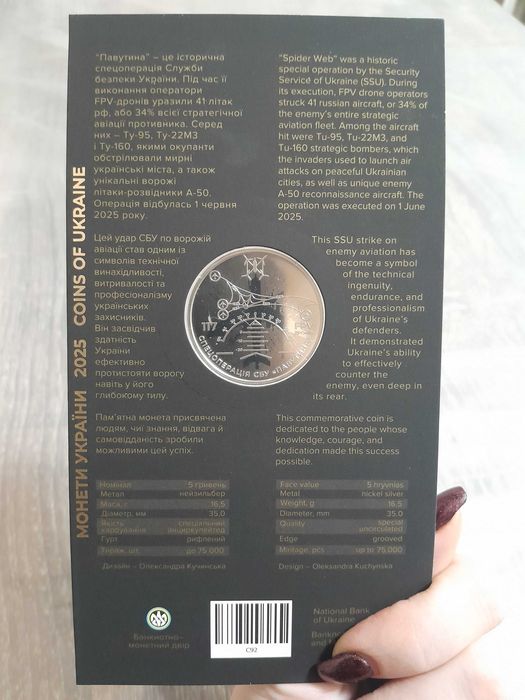 МОНЕТИ УКРАЇНИ 2025 COINS OF UKRAINE
"Павутина" – це історична
спецоперація Служби
безпеки України. Під час її
виконання оператори
FPV-дронів уразили 41 літак
рф, або 34% всієї стратегічної
авіації противника. Серед
них – Ту-95, Ту-22М3
і Ту-160, якими окупанти
обстрілювали мирні
українські міста, а також
унікальні ворожі
літаки-розвідники А-50.
Операція відбулась 1 червня
2025 року.
Цей удар СБУ по ворожій
авіації став одним із
символів технічної
винахідливості,
витривалості та
професіоналізму
українських
захисників.
Він засвідчив
здатність
України
ефективно
протистояти ворогу
навіть у його
глибокому тилу.
Пам'ятна монета присвячена
людям, чиї знання, відвага й
самовідданість зробили
можливими цей успіх.
Номінал 5 гривень
Метал нейзильбер
Маса, г 16,5
Діаметр, мм 35,0
Якість спеціальний
карбування анциркулейтед
Гурт рифлений
Тираж, шт. до 75 000
Дизайн – Олександра Кучинська
Банкнотно-
монетний двір
"Spider Web" was a historic
special operation by the Security
Service of Ukraine (SSU). During
its execution, FPV drone operators
struck 41 russian aircraft, or 34% of
the enemy's entire strategic
aviation fleet. Among the aircraft
hit were Tu-95, Tu-22M3, and
Tu-160 strategic bombers, which
the invaders used to launch air
attacks on peaceful Ukrainian
cities, as well as unique enemy
A-50 reconnaissance aircraft. The
operation was executed on 1 June
2025.
This SSU strike on
enemy aviation has
become a symbol
of the technical
ingenuity,
endurance, and
professionalism
of Ukraine's
defenders.
It demonstrated
Ukraine's ability
to effectively
counter the
enemy, even deep in
its rear.
This commemorative coin is
dedicated to the people whose
knowledge, courage, and
dedication made this success
possible.
Face value 5 hryvnias
Metal nickel silver
Weight, g 16.5
Diameter, mm 35.0
Quality special
uncirculated
Edge grooved
Mintage, pcs up to 75,000
Design – Oleksandra Kuchynska
National Bank
of Ukraine
117
СПЕЦОПЕРАЦІЯ СБУ
C92